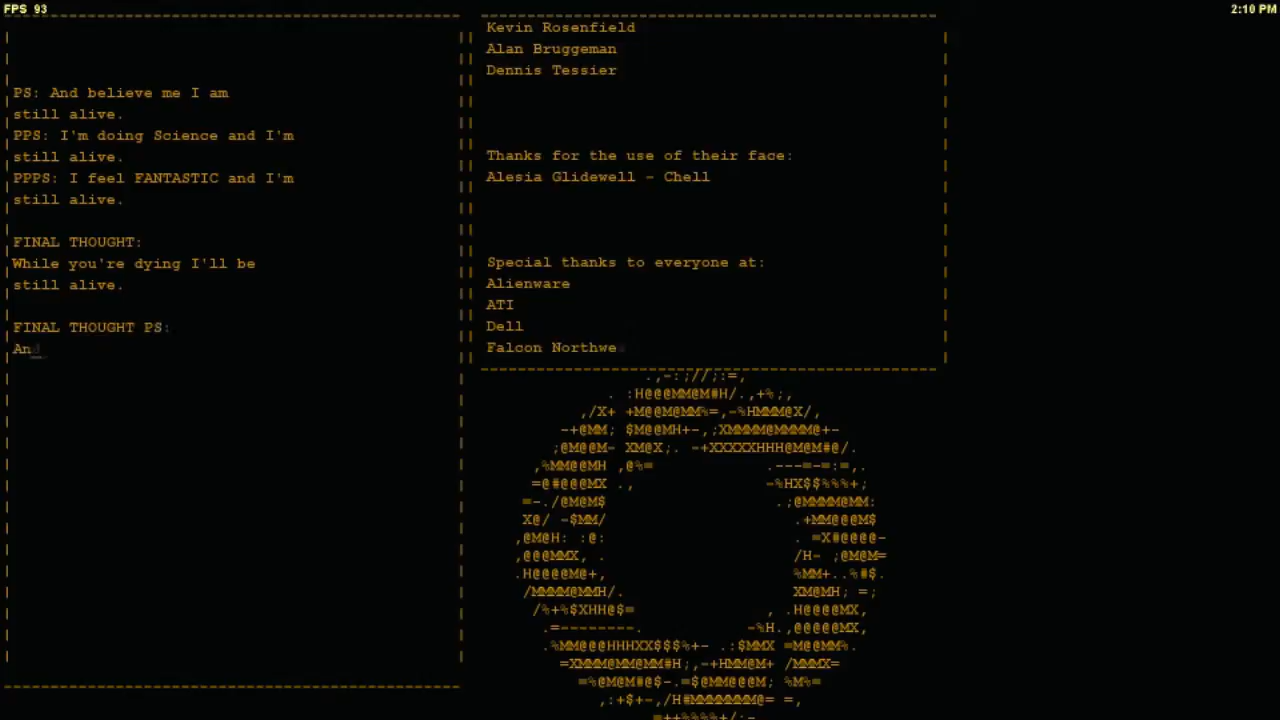 FPS 93
2:10 PM
PS: And believe me I am
still alive.
PPS: I'm doing Science and I'm
still alive.
PPPS: I feel FANTASTIC and I'm
still alive.
FINAL THOUGHT:
While you're dying I'll be
still alive.
FINAL THOUGHT PS:
And
Kevin Rosenfield
Alan Bruggeman
Dennis Tessier
Thanks for the use of their face:
Alesia Glidewell - Chell
Special thanks to everyone at:
Alienware
ATI
Dell
Falcon Northwe